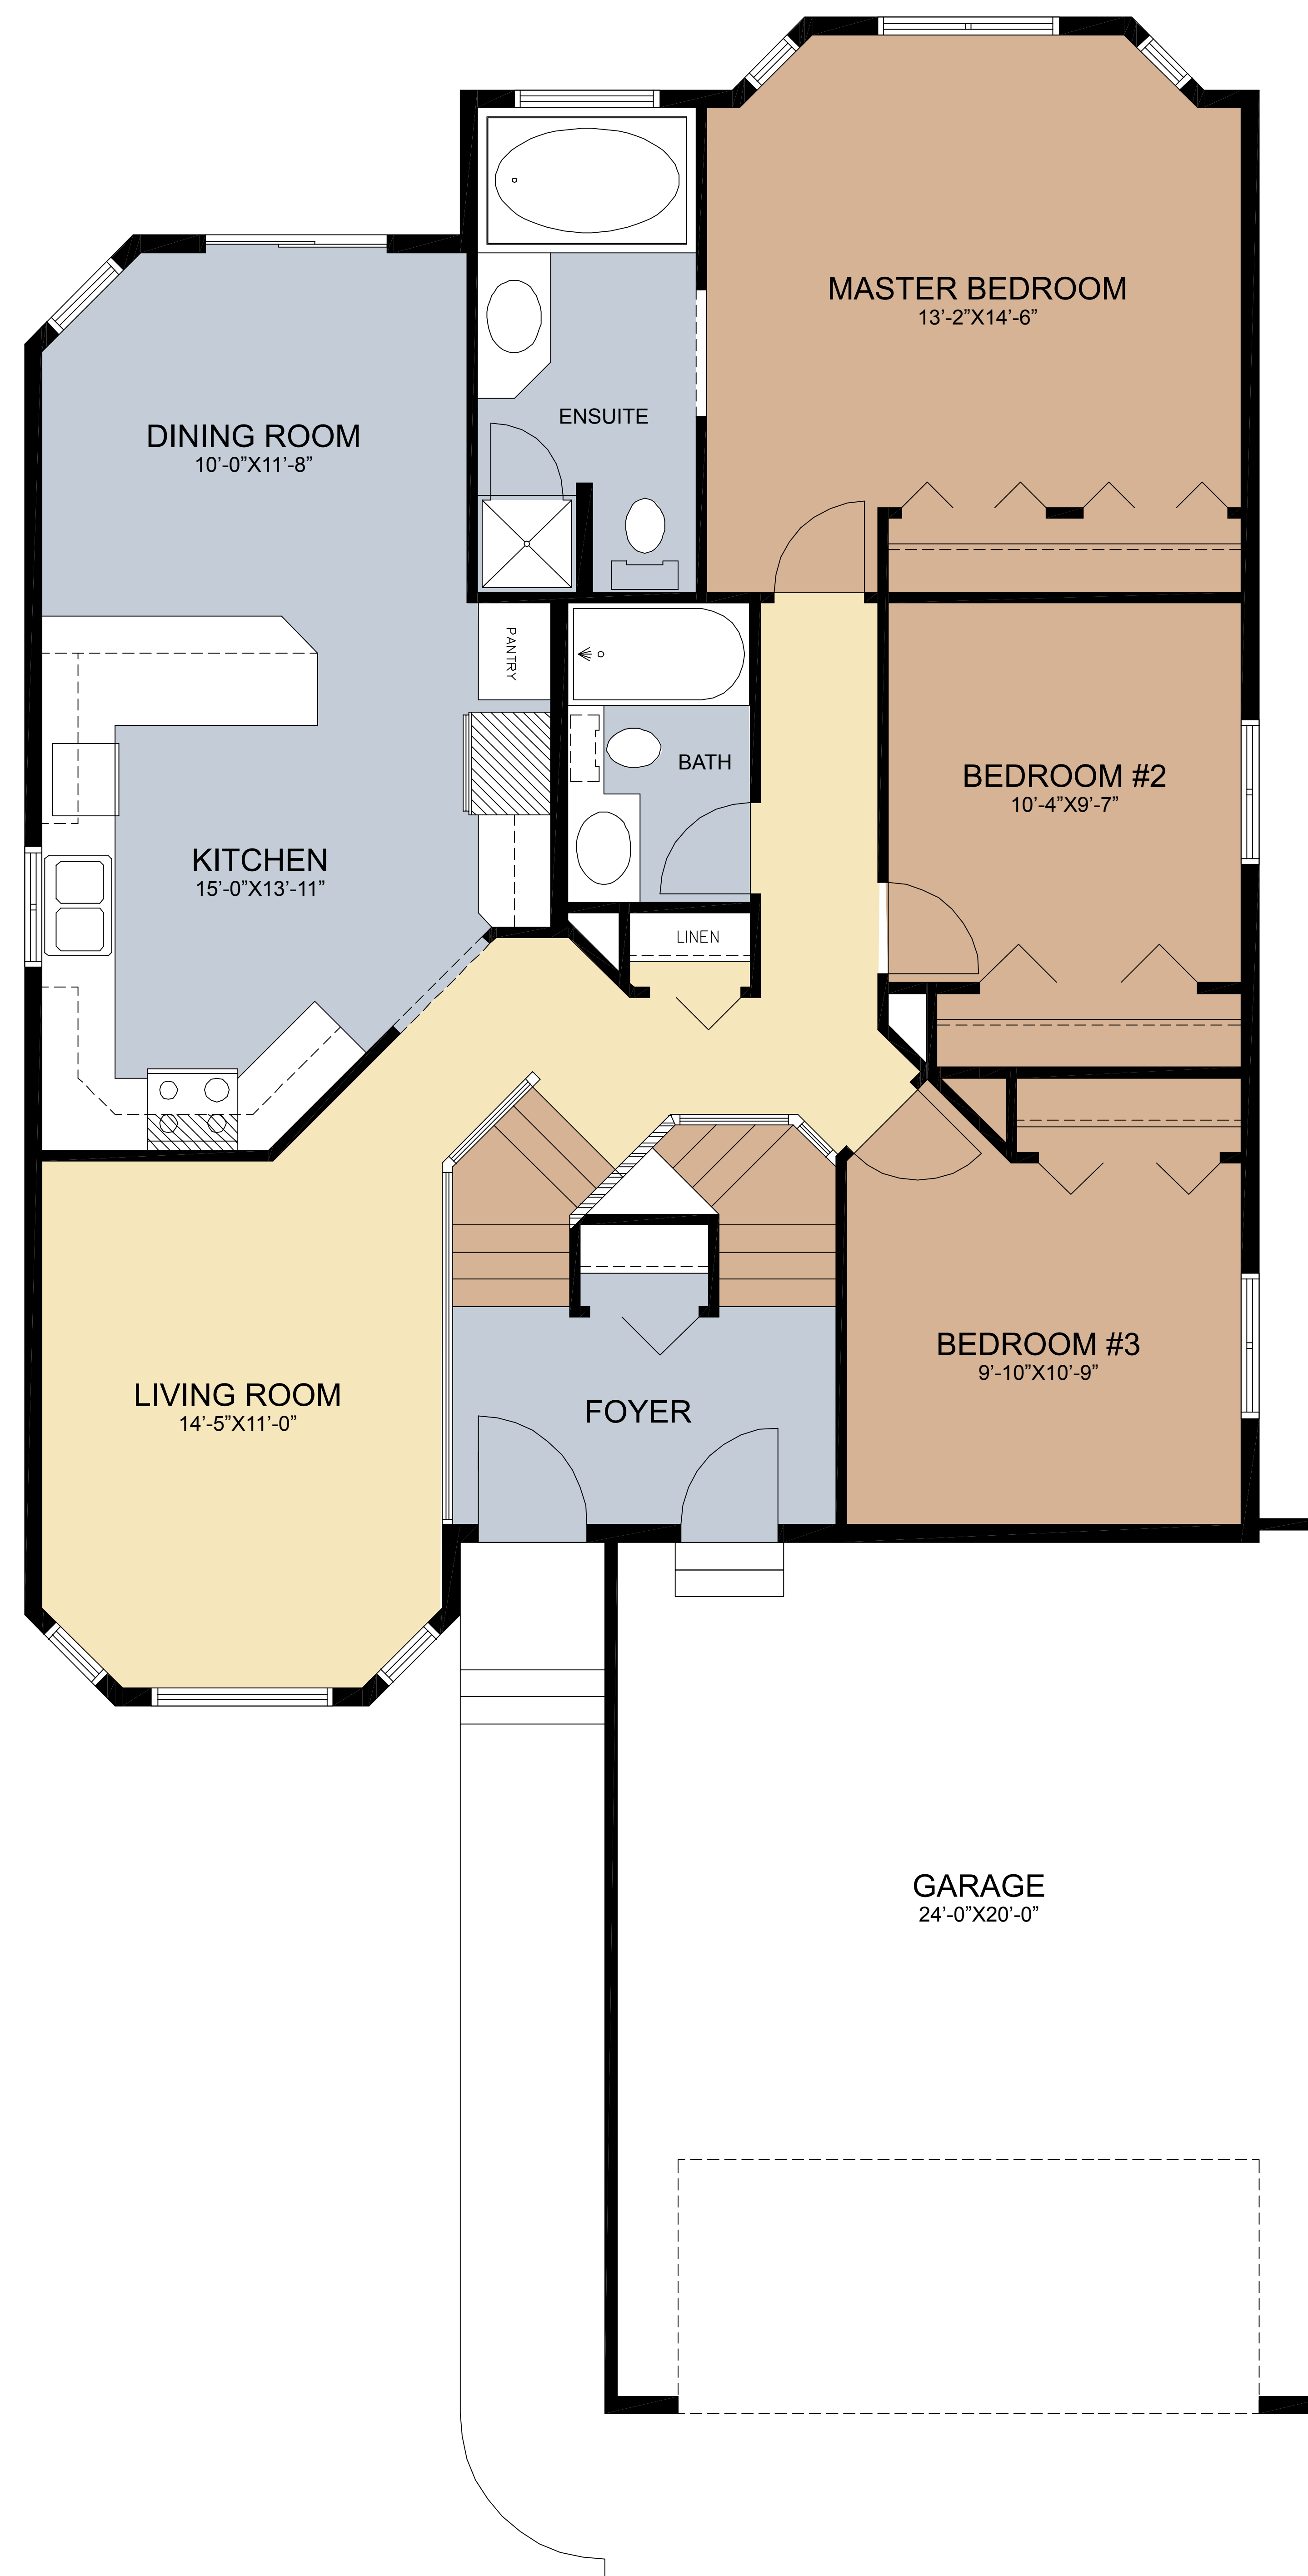 MASTER BEDROOM
13’-2”X14’-6”
ENSUITE
DINING ROOM
10’-0”X11’-8”
PANTRY
BATH
BEDROOM #2
10’-4”X9’-7”
KITCHEN
15’-0”X13’-11”
LINEN
BEDROOM #3
9’-10”X10’-9”
LIVING ROOM
14’-5”X11’-0”
FOYER
GARAGE
24’-0”X20’-0”